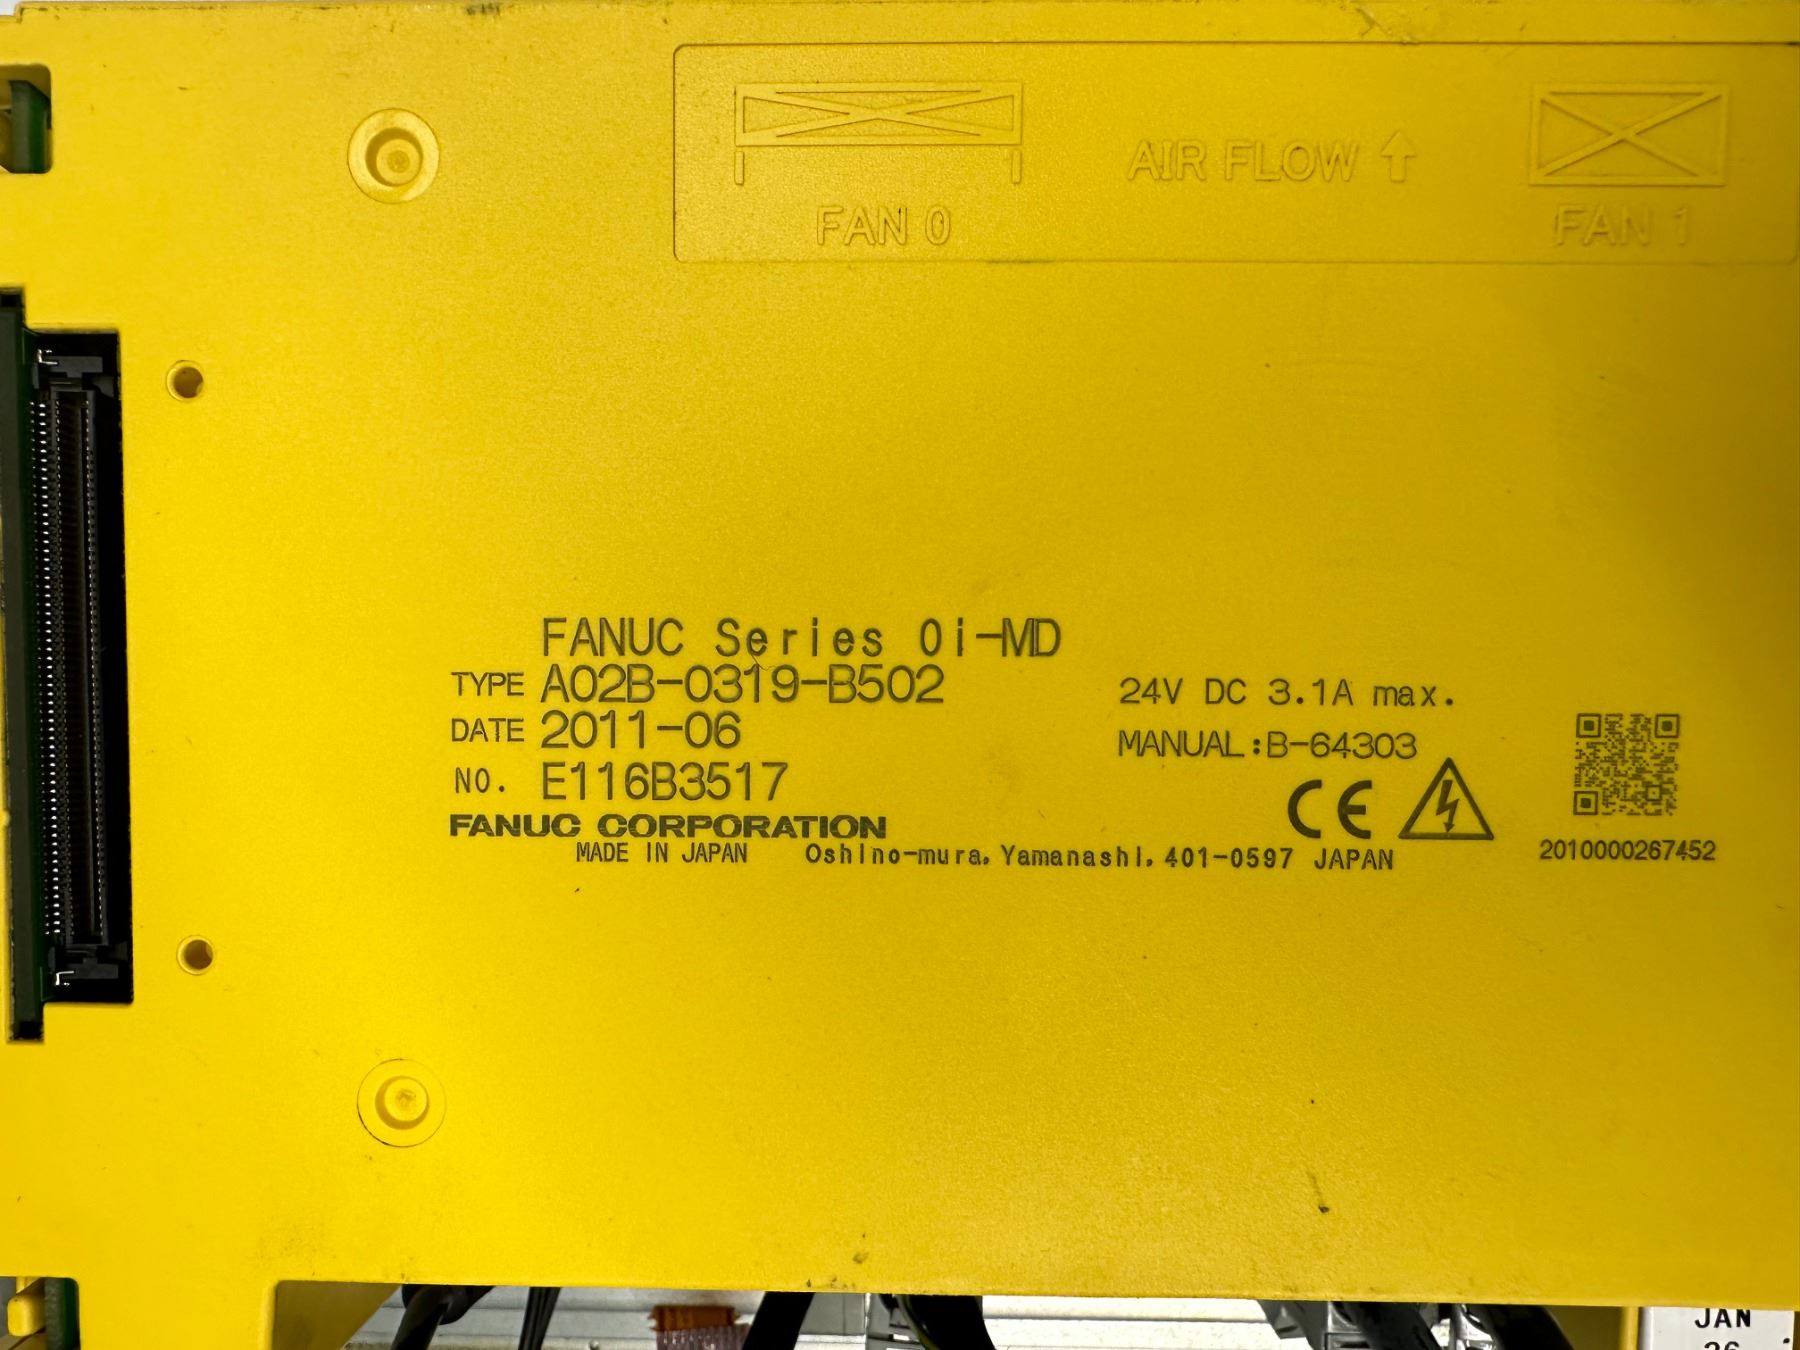 AIR FLOW ↑
FAN 0
FAN 1
FANUC Series 0i-MD
TYPE A02B-0319-B502
24V DC 3.1A max.
DATE 2011-06
MANUAL:B-64303
NO. E116B3517
CE
FANUC CORPORATION
MADE IN JAPAN Oshino-mura, Yamanashi, 401-0597 JAPAN
2010000267452
JAN